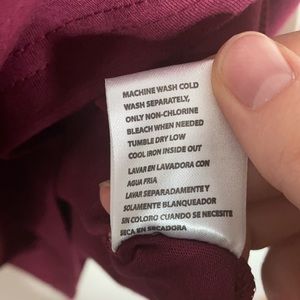 MACHINE WASH COLD
WASH SEPARATELY,
ONLY NON-CHLORINE
BLEACH WHEN NEEDED
TUMBLE DRY LOW
COOL IRON INSIDE OUT
LAVAR EN LAVADORA CON
AGUA FRIA
LAVAR SEPARADAMENTE Y
SOLAMENTE BLANQUEADOR
SIN COLORO CUANDO SE NECESITE
SECA EN SECADORA